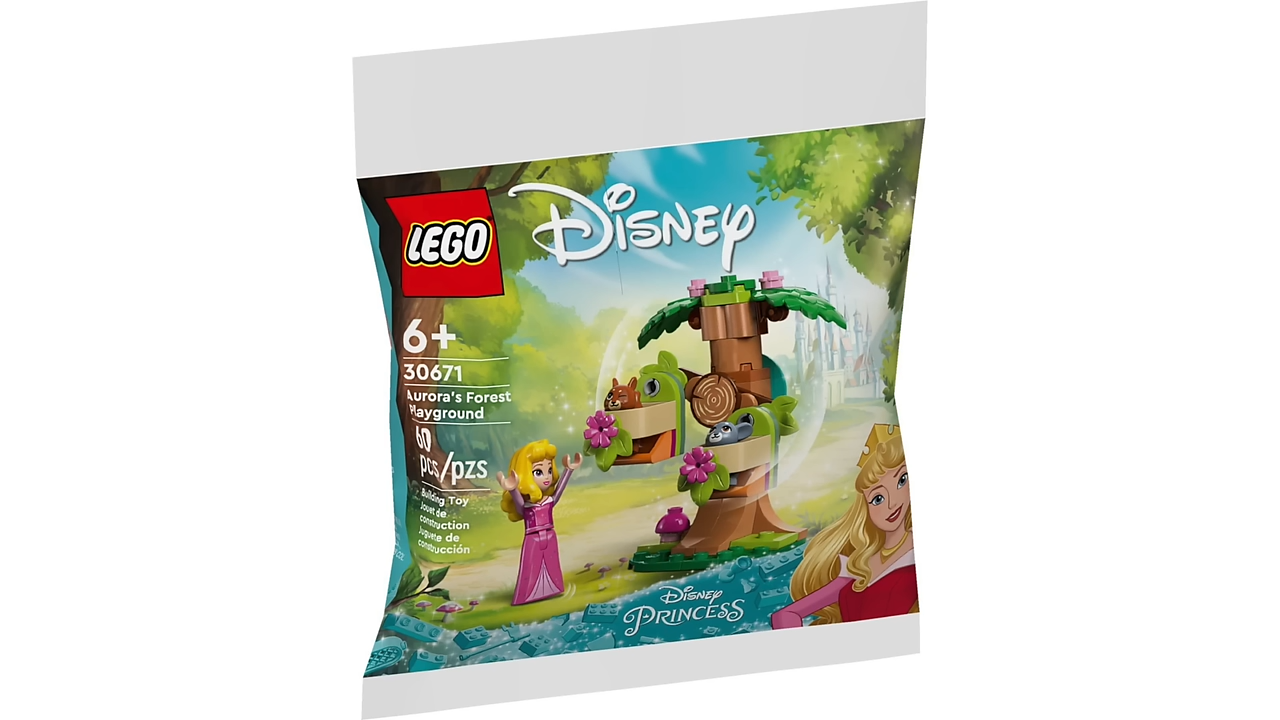 LEGO
Disney
6+
30671
Aurora's Forest
Playground
60
pcs/pzs
Building Toy
Jouet de
construction
Juguete de
construcción
Disney
Princess